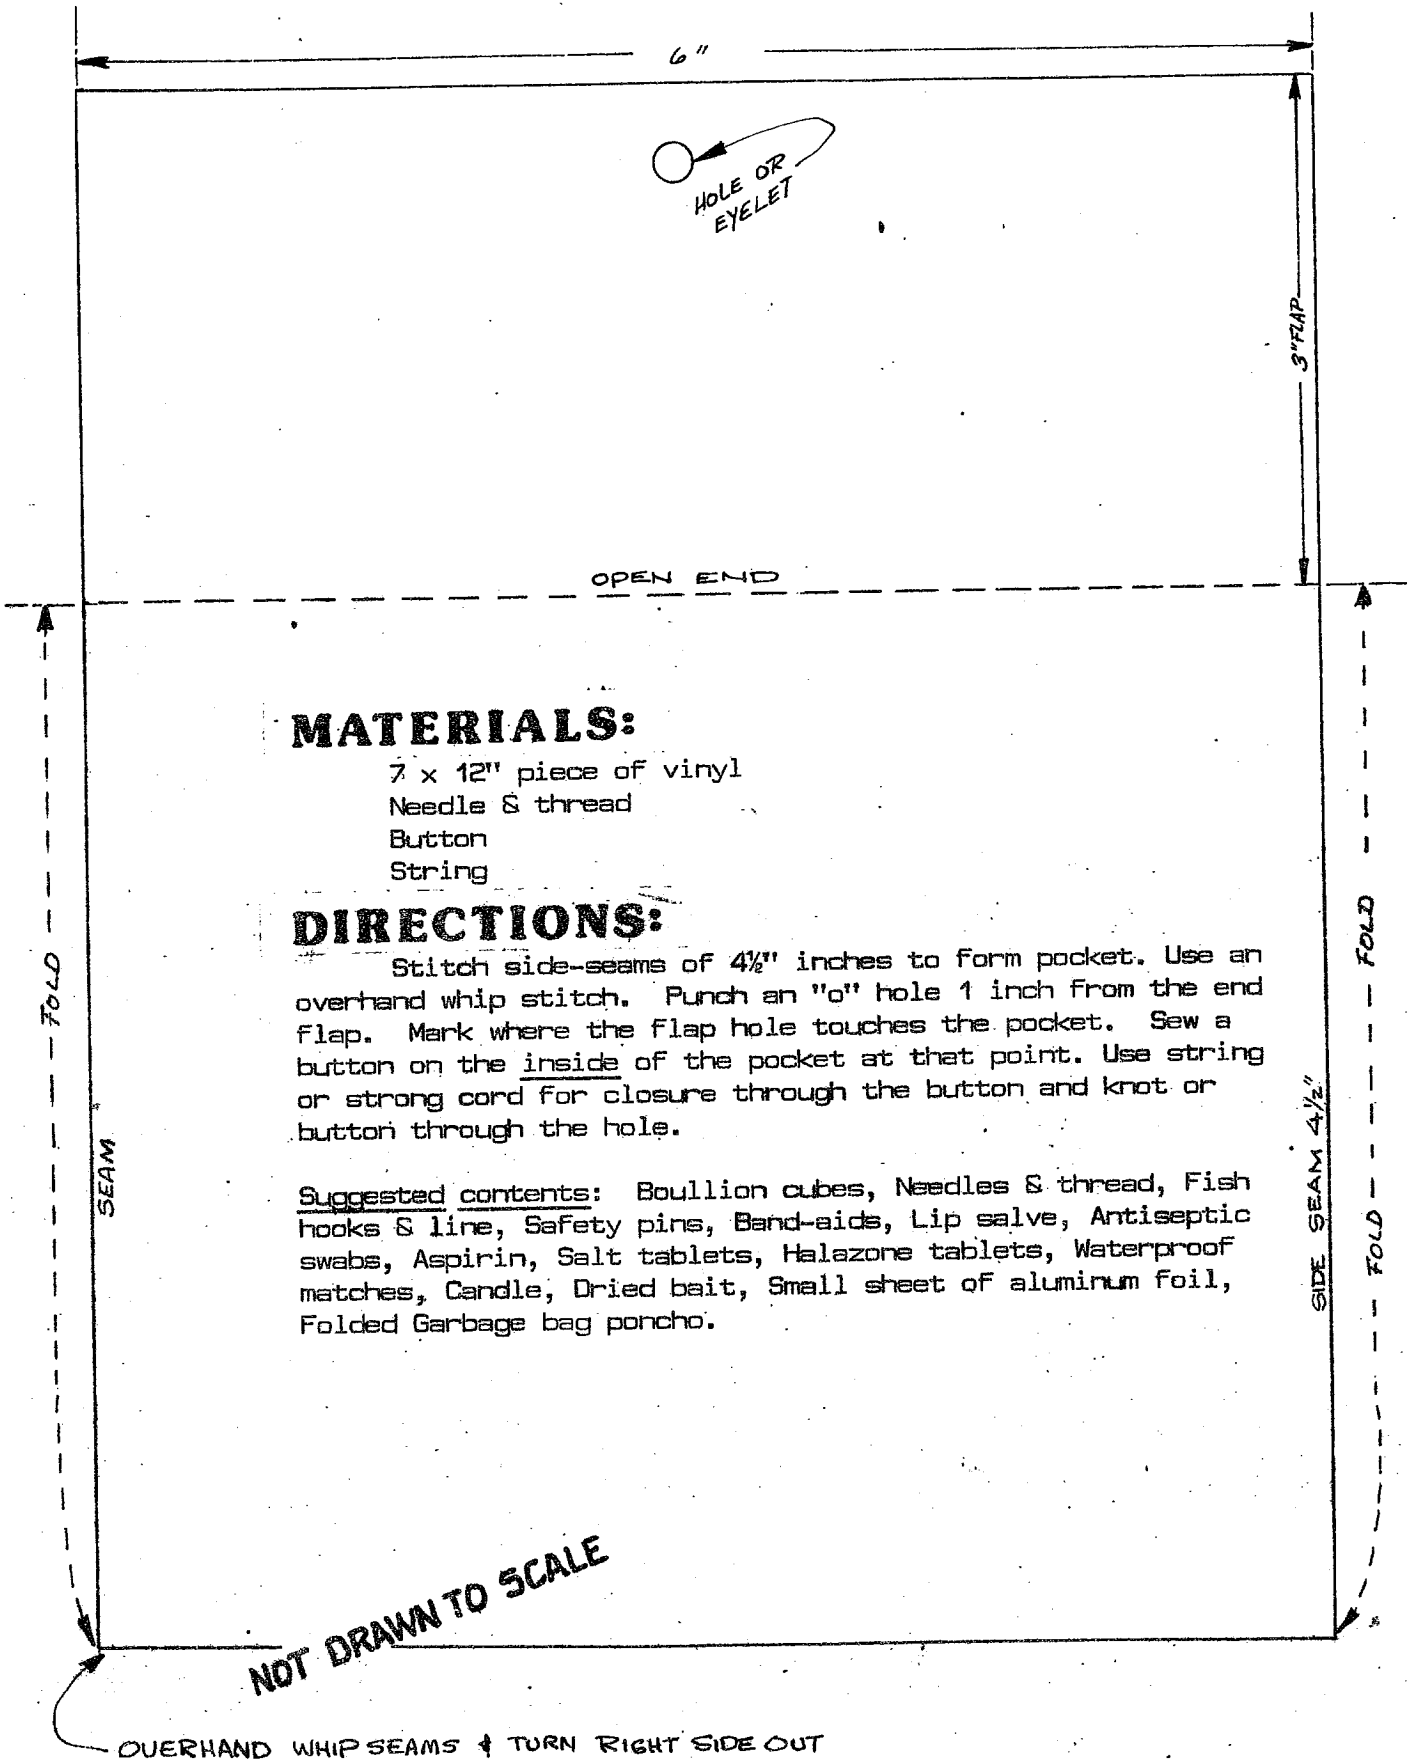 6"
HOLE OR
EYELET
3" FLAP
OPEN END
FOLD
SEAM
MATERIALS:
7 x 12" piece of vinyl
Needle & thread
Button
String
DIRECTIONS:
Stitch side-seams of 4½" inches to form pocket. Use an
overhand whip stitch. Punch an "o" hole 1 inch from the end
flap. Mark where the flap hole touches the pocket. Sew a
button on the inside of the pocket at that point. Use string
or strong cord for closure through the button and knot or
button through the hole.
Suggested contents: Boullion cubes, Needles & thread, Fish
hooks & line, Safety pins, Band-aids, Lip salve, Antiseptic
swabs, Aspirin, Salt tablets, Halazone tablets, Waterproof
matches, Candle, Dried bait, Small sheet of aluminum foil,
Folded Garbage bag poncho.
SIDE SEAM 4½"
FOLD
FOLD
NOT DRAWN TO SCALE
OVERHAND WHIP SEAMS & TURN RIGHT SIDE OUT